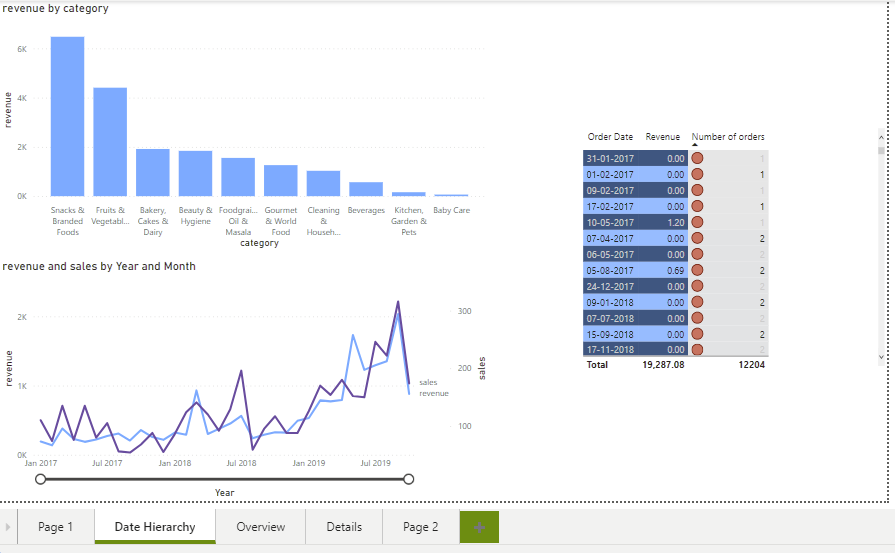 revenue by category
6K
4K
2K
0K
revenue
Snacks & Branded Foods
Fruits & Vegetabl...
Bakery, Cakes & Dairy
Beauty & Hygiene
Foodgrai... Oil & Masala
Gourmet & World Food
Cleaning & Househ...
Beverages
Kitchen, Garden & Pets
Baby Care
category
revenue and sales by Year and Month
2K
1K
0K
revenue
300
200
100
sales
sales
revenue
Jan 2017 Jul 2017 Jan 2018 Jul 2018 Jan 2019 Jul 2019
Year
Order Date Revenue Number of orders
31-01-2017 0.00 1
01-02-2017 0.00 1
09-02-2017 0.00 1
17-02-2017 0.00 1
10-05-2017 1.20 1
07-04-2017 0.00 2
06-05-2017 0.00 2
05-08-2017 0.69 2
24-12-2017 0.00 2
09-01-2018 0.00 2
07-07-2018 0.00 2
15-09-2018 0.00 2
17-11-2018 0.00 2
Total 19,287.08 12204
Page 1 Date Hierarchy Overview Details Page 2